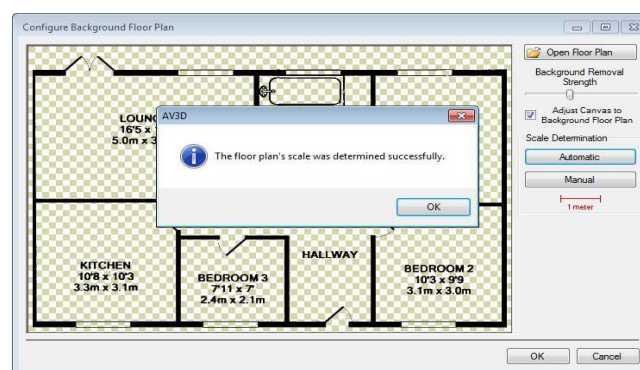 Configure Background Floor Plan
Open Floor Plan
Background Removal
Strength
Adjust Canvas to
Background Floor Plan
Scale Determination
Automatic
Manual
1 meter
AV3D
The floor plan's scale was determined successfully.
OK
16'5 x
5.0m x 3
KITCHEN
10'8 x 10'3
3.3m x 3.1m
BEDROOM 3
7'11 x 7'
2.4m x 2.1m
HALLWAY
BEDROOM 2
10'3 x 9'9
3.1m x 3.0m
OK
Cancel